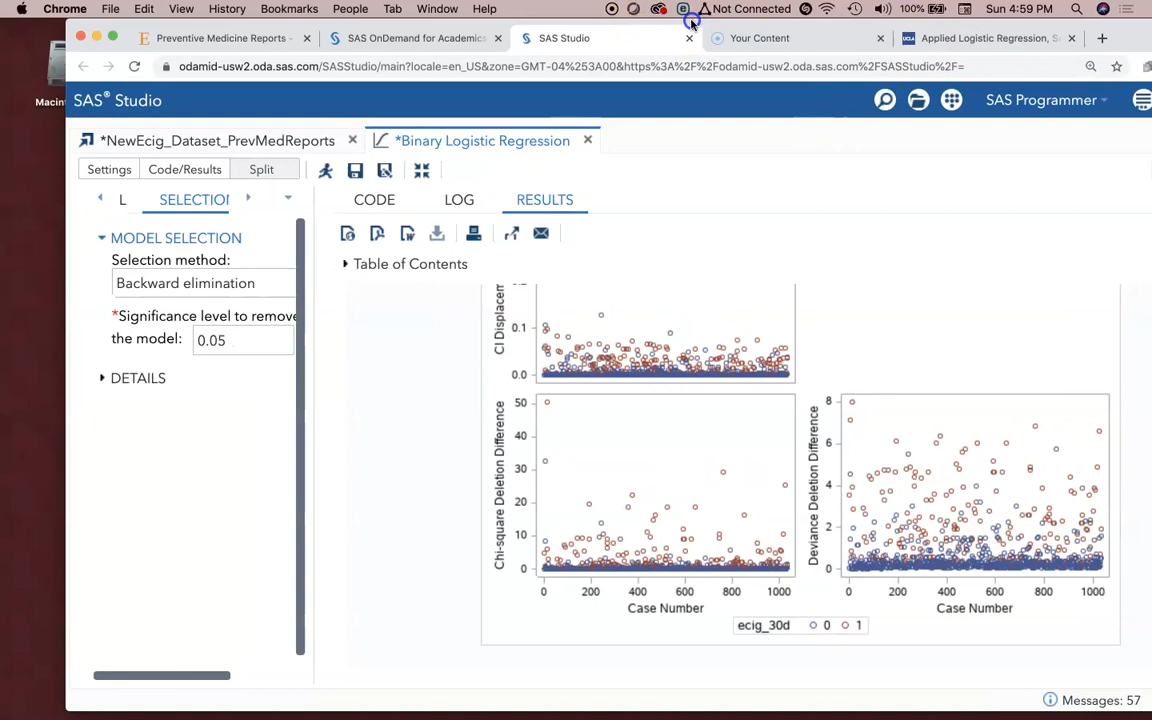 Chrome File Edit View History Bookmarks People Tab Window Help Not Connected 100% Sun 4:59 PM
Preventive Medicine Reports - SAS OnDemand for Academics SAS Studio Your Content UCLA Applied Logistic Regression, S
odamid-usw2.oda.sas.com/SASStudio/main?locale=en_US&zone=GMT-04%253A00&https%3A%2F%2Fodamid-usw2.oda.sas.com%2FSASStudio%2F=
Macint
SAS® Studio SAS Programmer
*NewEcig_Dataset_PrevMedReports *Binary Logistic Regression
Settings Code/Results Split
L SELECTION
CODE LOG RESULTS
MODEL SELECTION
Selection method:
Backward elimination
*Significance level to remove
the model: 0.05
DETAILS
Table of Contents
CI Displacem
0.1
0.0
Chi-square Deletion Difference
50
40
30
20
10
0
0 200 400 600 800 1000
Case Number
Deviance Deletion Difference
8
6
4
2
0
0 200 400 600 800 1000
Case Number
ecig_30d 0 1
Messages: 57